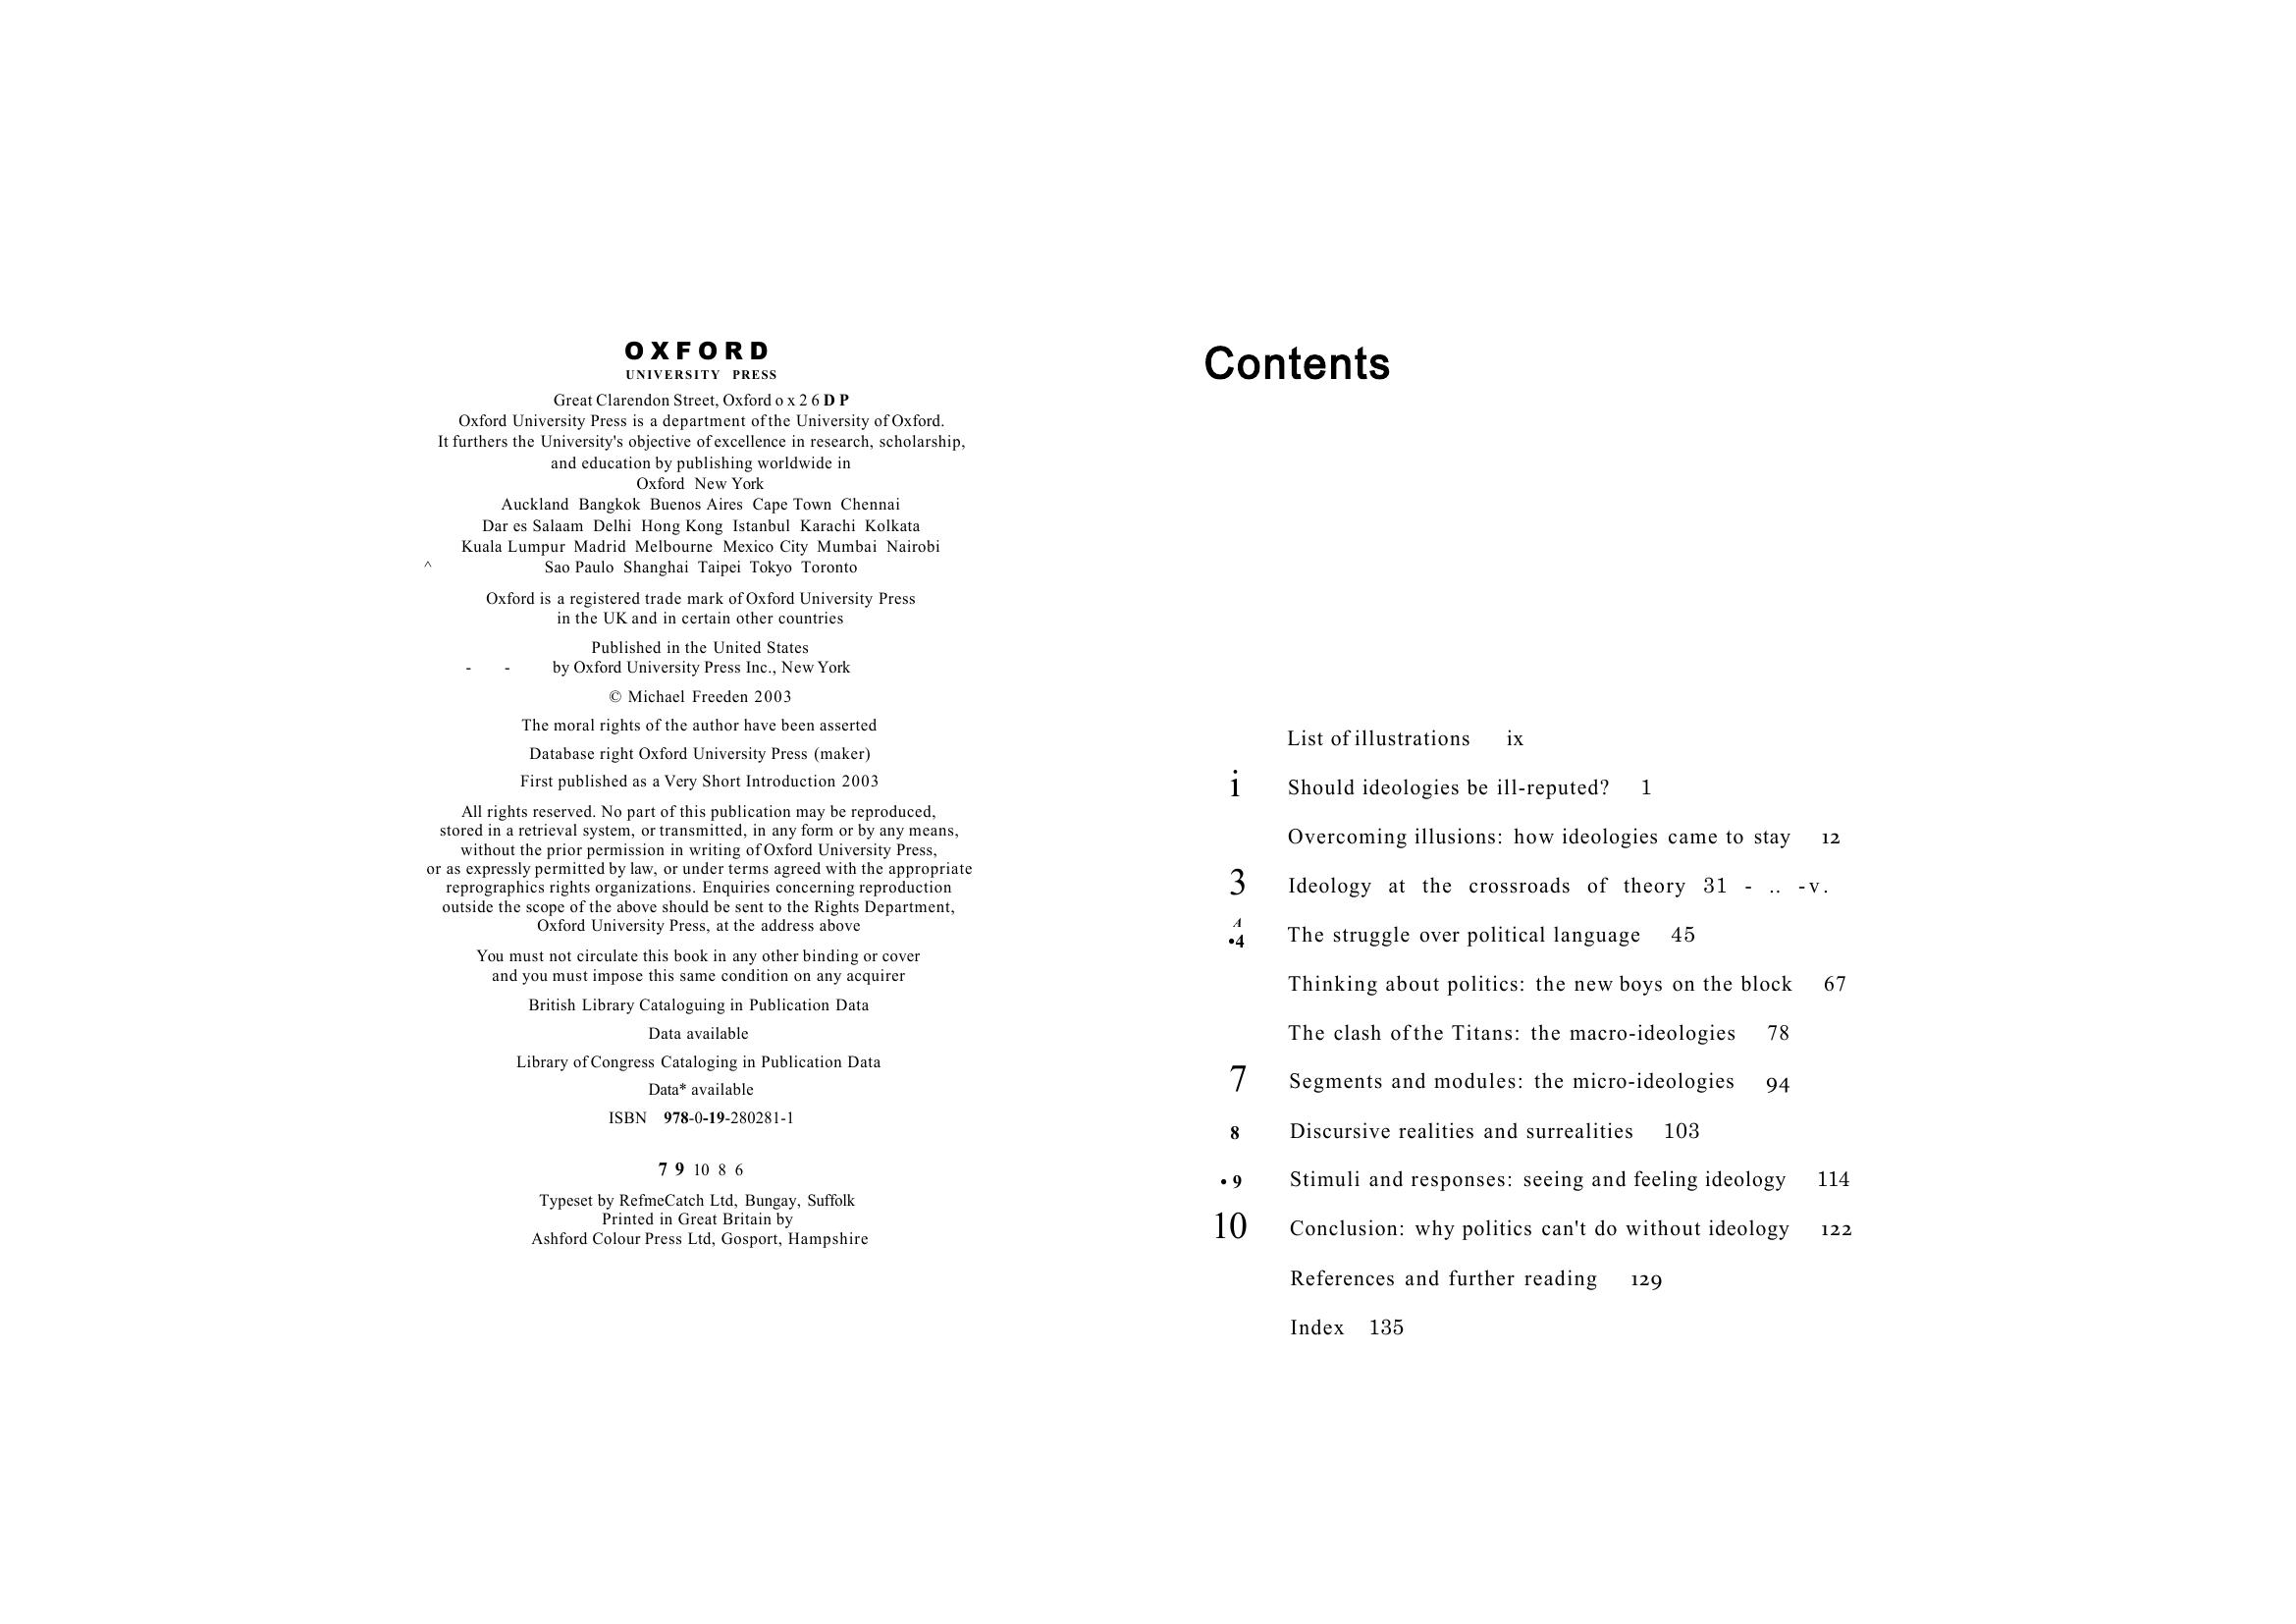 OXFORD
UNIVERSITY PRESS
Great Clarendon Street, Oxford o x 2 6 D P
Oxford University Press is a department of the University of Oxford.
It furthers the University's objective of excellence in research, scholarship,
and education by publishing worldwide in
Oxford New York
Auckland Bangkok Buenos Aires Cape Town Chennai
Dar es Salaam Delhi Hong Kong Istanbul Karachi Kolkata
Kuala Lumpur Madrid Melbourne Mexico City Mumbai Nairobi
^ Sao Paulo Shanghai Taipei Tokyo Toronto
Oxford is a registered trade mark of Oxford University Press
in the UK and in certain other countries
Published in the United States
- - by Oxford University Press Inc., New York
© Michael Freeden 2003
The moral rights of the author have been asserted
Database right Oxford University Press (maker)
First published as a Very Short Introduction 2003
All rights reserved. No part of this publication may be reproduced,
stored in a retrieval system, or transmitted, in any form or by any means,
without the prior permission in writing of Oxford University Press,
or as expressly permitted by law, or under terms agreed with the appropriate
reprographics rights organizations. Enquiries concerning reproduction
outside the scope of the above should be sent to the Rights Department,
Oxford University Press, at the address above
You must not circulate this book in any other binding or cover
and you must impose this same condition on any acquirer
British Library Cataloguing in Publication Data
Data available
Library of Congress Cataloging in Publication Data
Data* available
ISBN 978-0-19-280281-1
7 9 10 8 6
Typeset by RefmeCatch Ltd, Bungay, Suffolk
Printed in Great Britain by
Ashford Colour Press Ltd, Gosport, Hampshire
Contents
List of illustrations ix
i Should ideologies be ill-reputed? 1
Overcoming illusions: how ideologies came to stay 12
3 Ideology at the crossroads of theory 31 - .. -v.
A
•4 The struggle over political language 45
Thinking about politics: the new boys on the block 67
The clash of the Titans: the macro-ideologies 78
7 Segments and modules: the micro-ideologies 94
8 Discursive realities and surrealities 103
• 9 Stimuli and responses: seeing and feeling ideology 114
10 Conclusion: why politics can't do without ideology 122
References and further reading 129
Index 135